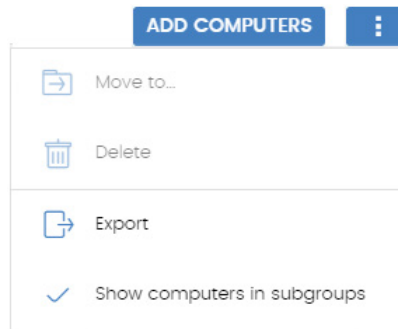 ADD COMPUTERS
Move to...
Delete
Export
Show computers in subgroups